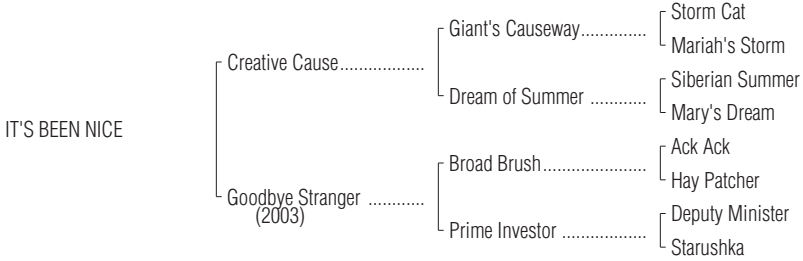 Storm Cat
Giant's Causeway..............
Mariah's Storm
Creative Cause..................
Siberian Summer
Dream of Summer ............
Mary's Dream
IT'S BEEN NICE
Ack Ack
Broad Brush......................
Hay Patcher
Goodbye Stranger ............
(2003)
Deputy Minister
Prime Investor ..................
Starushka